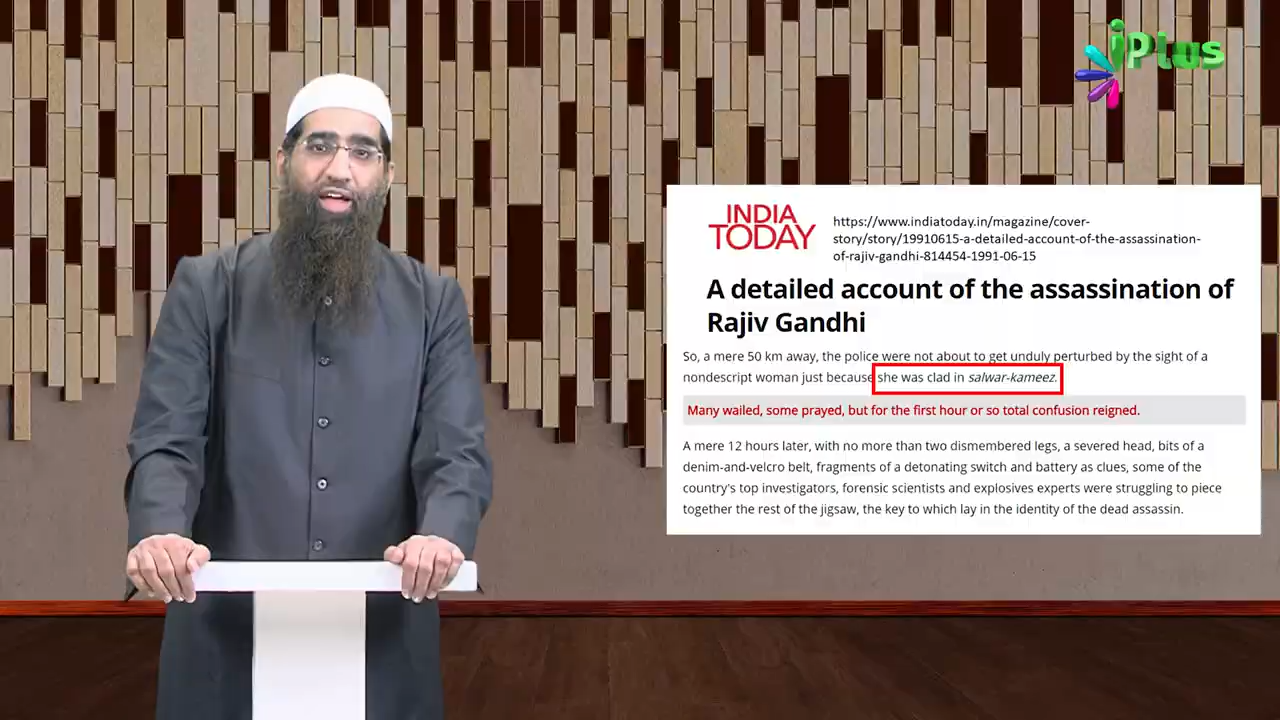 iPlus
INDIA
TODAY
https://www.indiatoday.in/magazine/cover-
story/story/19910615-a-detailed-account-of-the-assassination-
of-rajiv-gandhi-814454-1991-06-15
A detailed account of the assassination of
Rajiv Gandhi
So, a mere 50 km away, the police were not about to get unduly perturbed by the sight of a
nondescript woman just because she was clad in salwar-kameez.
Many wailed, some prayed, but for the first hour or so total confusion reigned.
A mere 12 hours later, with no more than two dismembered legs, a severed head, bits of a
denim-and-velcro belt, fragments of a detonating switch and battery as clues, some of the
country's top investigators, forensic scientists and explosives experts were struggling to piece
together the rest of the jigsaw, the key to which lay in the identity of the dead assassin.